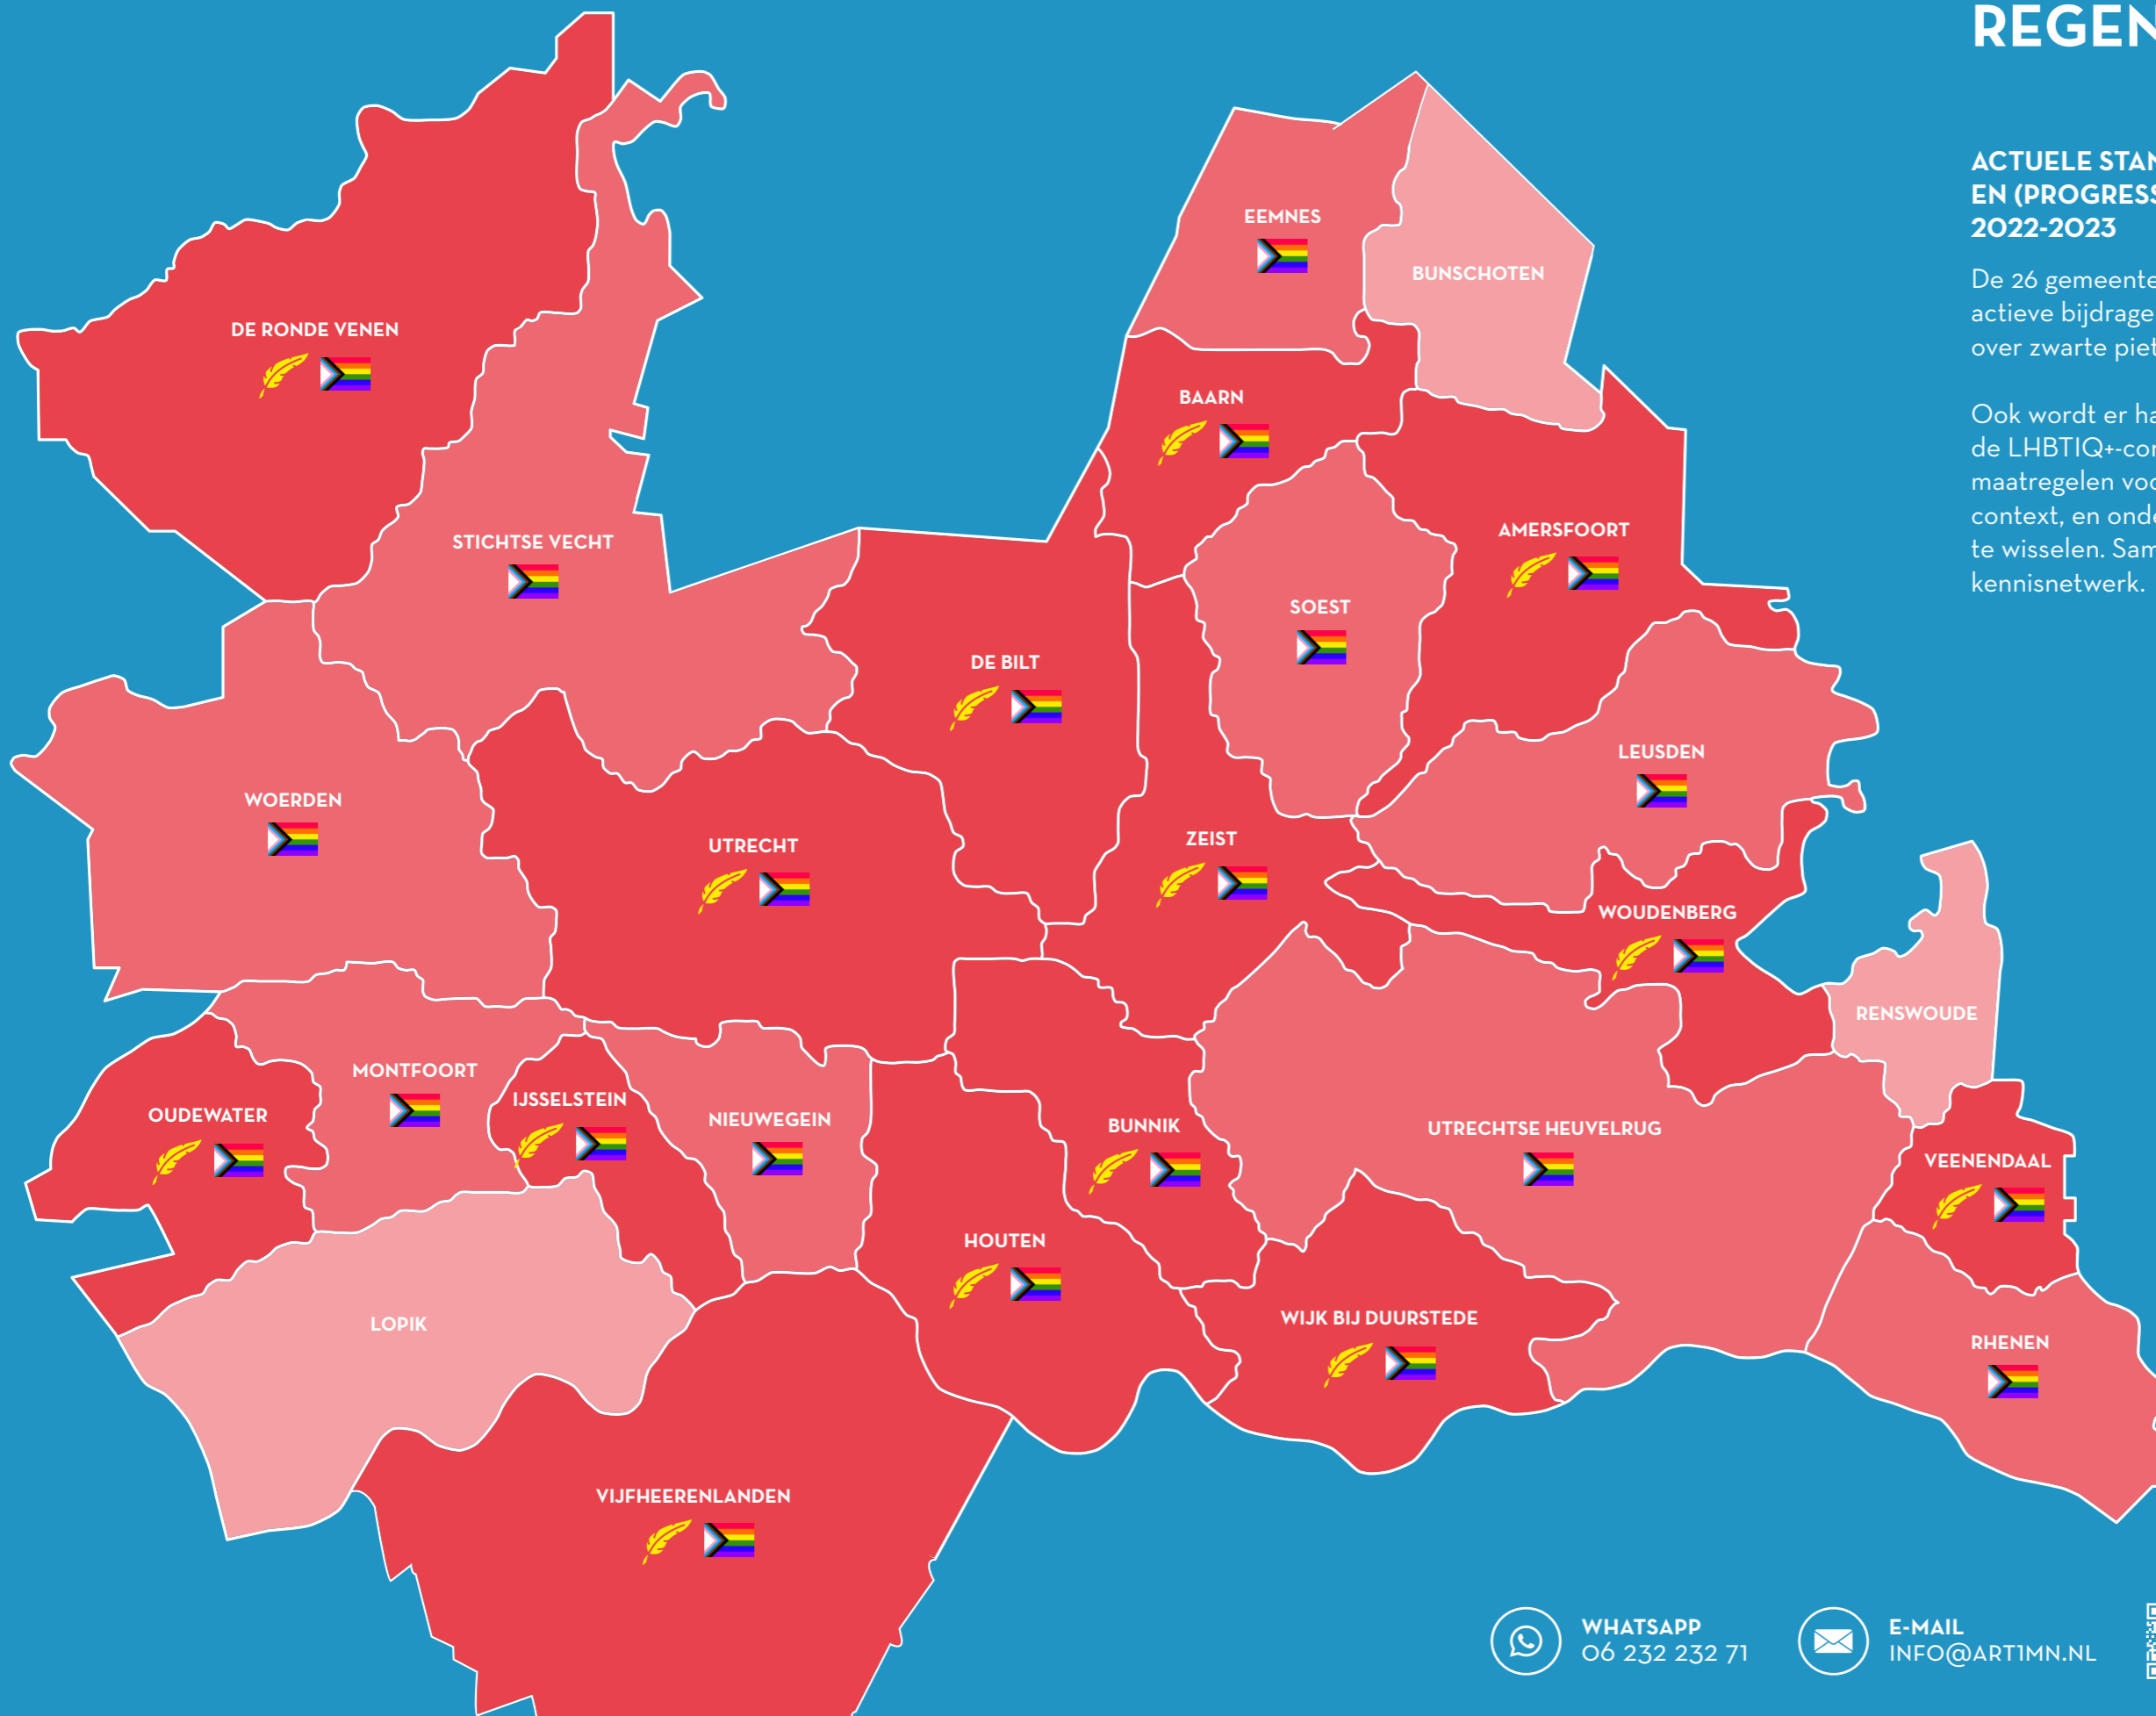 REGEN
ACTUELE STAN
EN (PROGRESS
2022-2023
De 26 gemeente
actieve bijdrage
over zwarte piet
Ook wordt er ha
de LHBTIQ+-con
maatregelen voo
context, en onde
te wisselen. Sam
kennisnetwerk.
EEMNES
BUNSCHOTEN
DE RONDE VENEN
BAARN
AMERSFOORT
STICHTSE VECHT
SOEST
DE BILT
LEUSDEN
WOERDEN
UTRECHT
ZEIST
WOUDENBERG
RENSWOUDE
MONTFOORT
IJSSELSTEIN
OUDEWATER
NIEUWEGEIN
BUNNIK
UTRECHTSE HEUVELRUG
VEENENDAAL
HOUTEN
LOPIK
WIJK BIJ DUURSTEDE
RHENEN
VIJFHEERENLANDEN
WHATSAPP
06 232 232 71
E-MAIL
INFO@ART1MN.NL